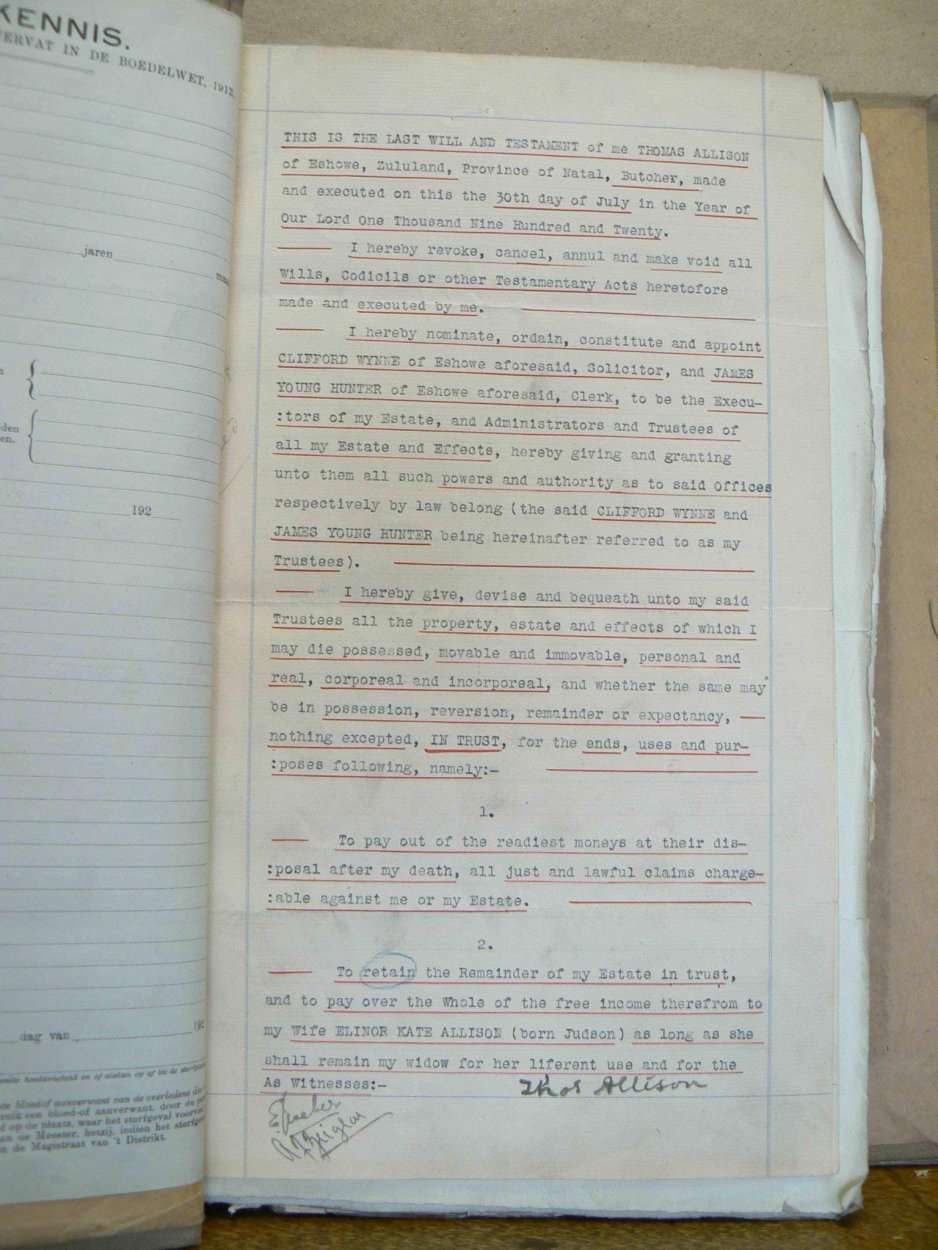 KENNIS.
VERVAT IN DE BOEDELWET, 1913.
jaren
192
dag van
192
THIS IS THE LAST WILL AND TESTAMENT of me THOMAS ALLISON
of Eshowe, Zululand, Province of Natal, Butcher, made
and executed on this the 30th day of July in the Year of
Our Lord One Thousand Nine Hundred and Twenty.
I hereby revoke, cancel, annul and make void all
Wills, Codicils or other Testamentary Acts heretofore
made and executed by me.
I hereby nominate, ordain, constitute and appoint
CLIFFORD WYNNE of Eshowe aforesaid, Solicitor, and JAMES
YOUNG HUNTER of Eshowe aforesaid, Clerk, to be the Execu-
:tors of my Estate, and Administrators and Trustees of
all my Estate and Effects, hereby giving and granting
unto them all such powers and authority as to said Offices
respectively by law belong (the said CLIFFORD WYNNE and
JAMES YOUNG HUNTER being hereinafter referred to as my
Trustees).
I hereby give, devise and bequeath unto my said
Trustees all the property, estate and effects of which I
may die possessed, movable and immovable, personal and
real, corporeal and incorporeal, and whether the same may
be in possession, reversion, remainder or expectancy,
nothing excepted, IN TRUST, for the ends, uses and pur-
:poses following, namely:-
1.
To pay out of the readiest moneys at their dis-
:posal after my death, all just and lawful claims charge-
:able against me or my Estate.
2.
To retain the Remainder of my Estate in trust,
and to pay over the Whole of the free income therefrom to
my Wife ELINOR KATE ALLISON (born Judson) as long as she
shall remain my widow for her liferent use and for the
As Witnesses:-
Thos Allison